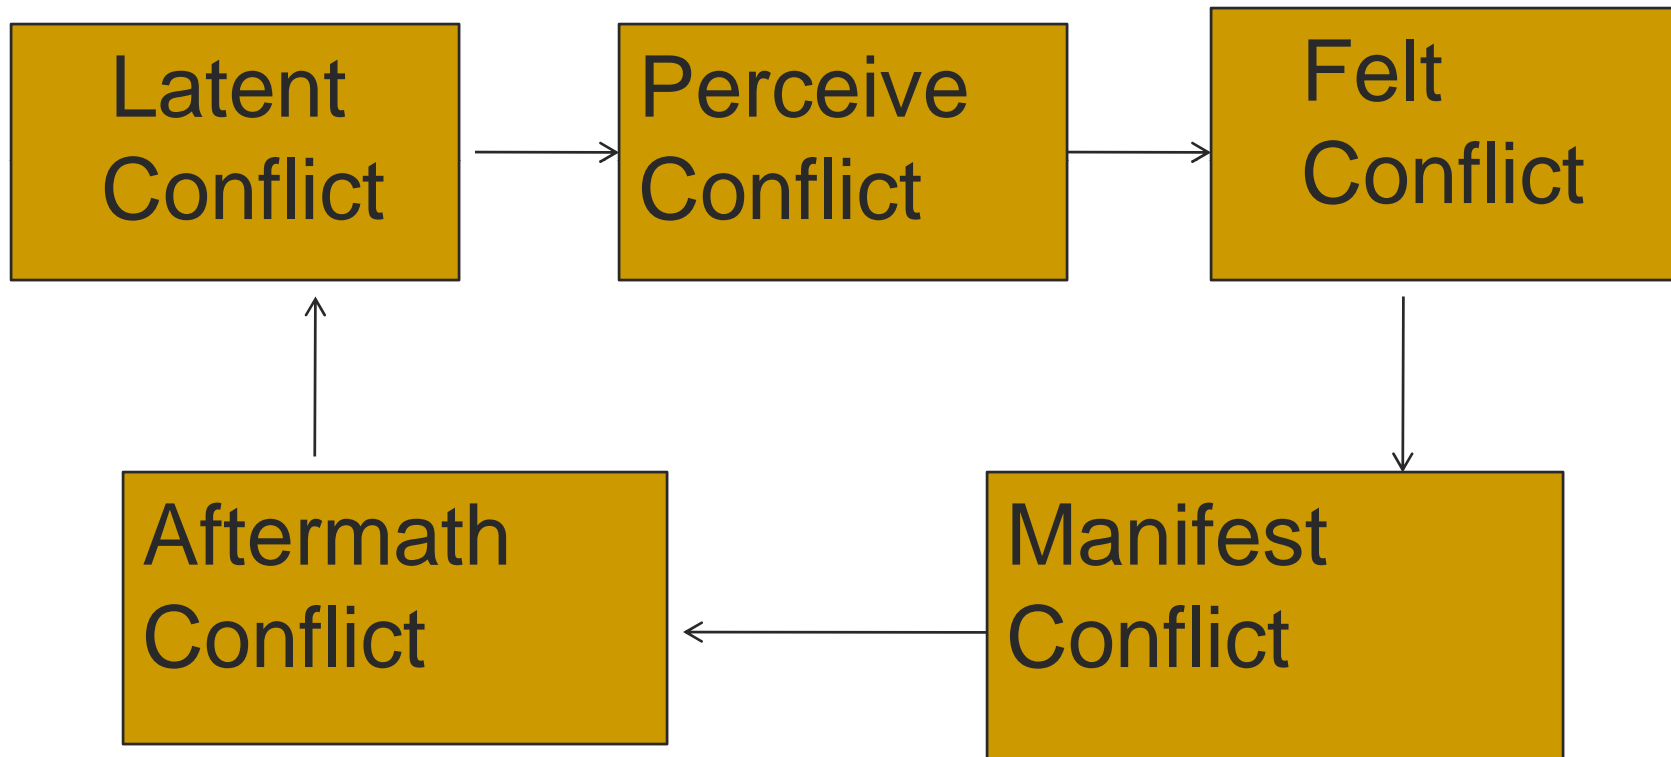 Latent
Conflict
Perceive
Conflict
Felt
Conflict
Aftermath
Conflict
Manifest
Conflict